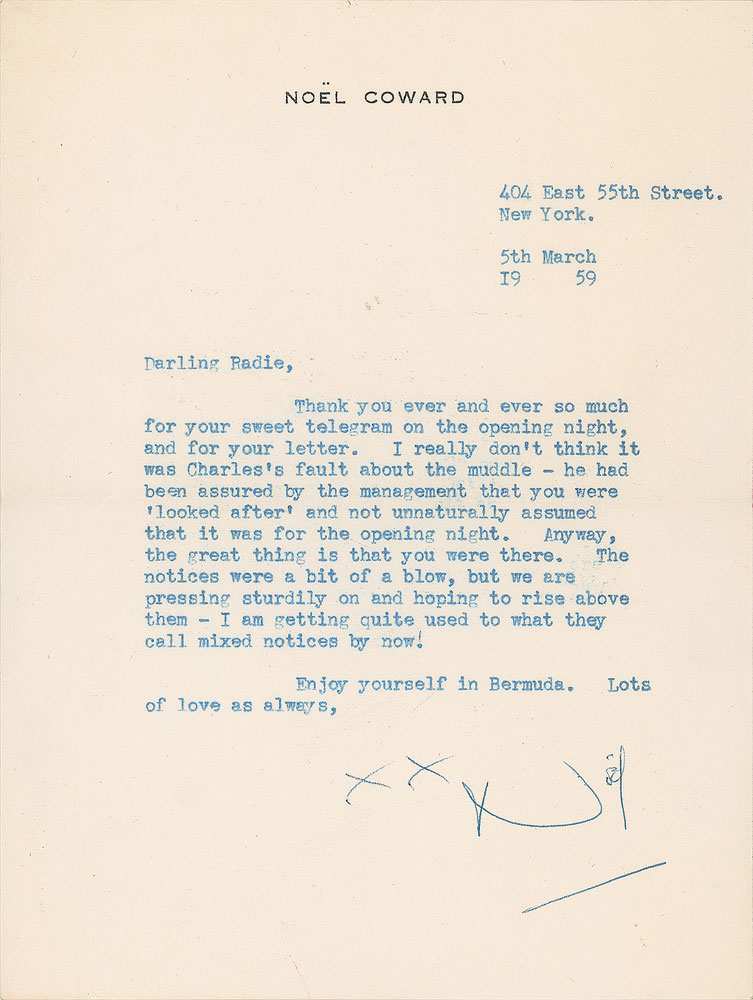 NOËL COWARD
404 East 55th Street.
New York.
5th March
I9 59
Darling Radie,
Thank you ever and ever so much
for your sweet telegram on the opening night,
and for your letter. I really don't think it
was Charles's fault about the muddle - he had
been assured by the management that you were
'looked after' and not unnaturally assumed
that it was for the opening night. Anyway,
the great thing is that you were there. The
notices were a bit of a blow, but we are
pressing sturdily on and hoping to rise above
them - I am getting quite used to what they
call mixed notices by now!
Enjoy yourself in Bermuda. Lots
of love as always,
x x Noël